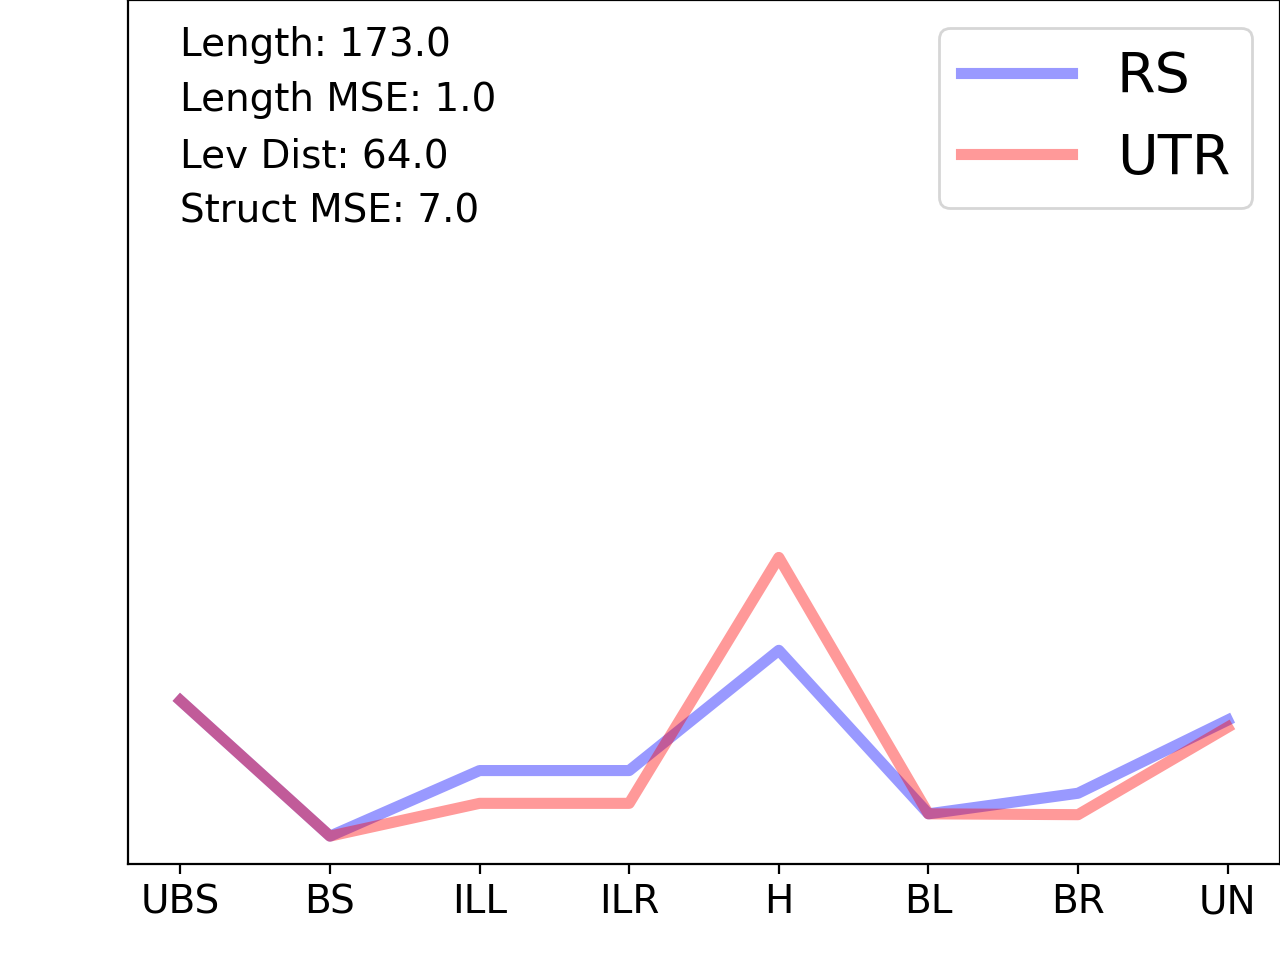 Length: 173.0
Length MSE: 1.0
Lev Dist: 64.0
Struct MSE: 7.0
RS
UTR
UBS BS ILL ILR H BL BR UN